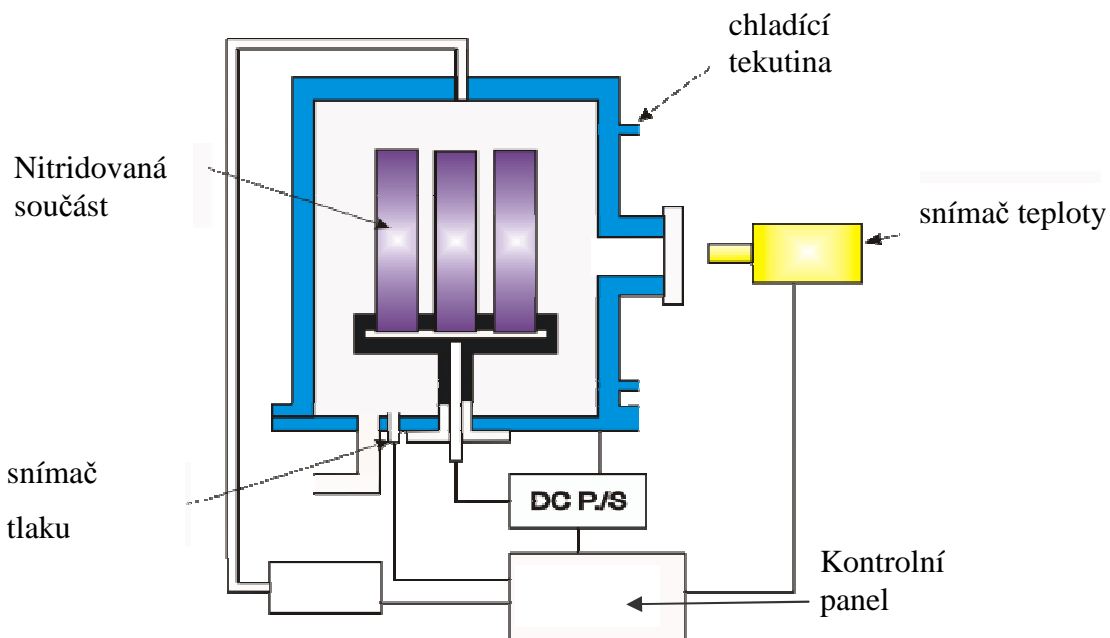 chladící
tekutina
Nitridovaná
součást
snímač teploty
snímač
tlaku
DC P./S
Kontrolní
panel